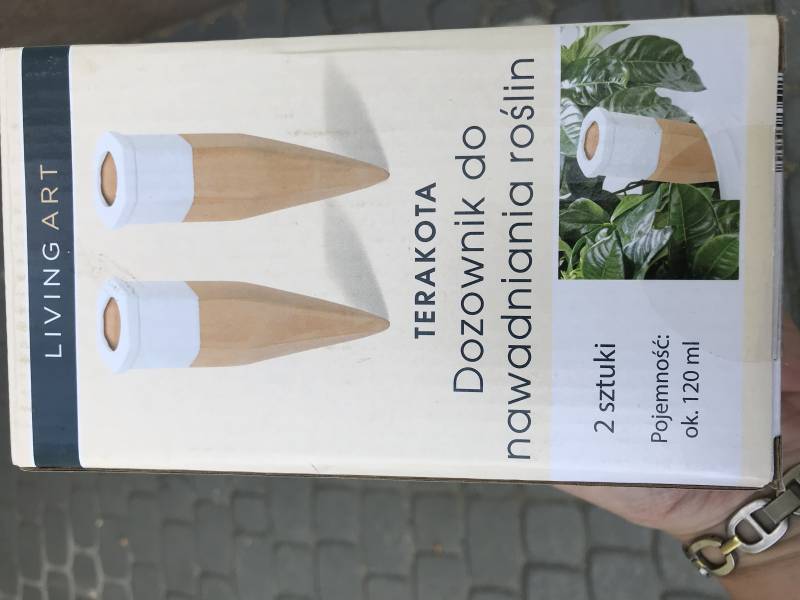 LIVING ART
TERAKOTA
Dozownik do
nawadniania roślin
2 sztuki
Pojemność:
ok. 120 ml